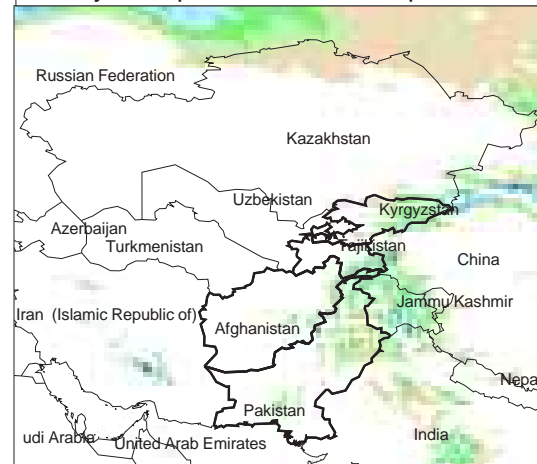 Russian Federation
Kazakhstan
Uzbekistan
Kyrgyzstan
Azerbaijan
Turkmenistan
Tajikistan
China
Jammu/Kashmir
Iran (Islamic Republic of)
Afghanistan
Nepa
Pakistan
udi Arabia
United Arab Emirates
India